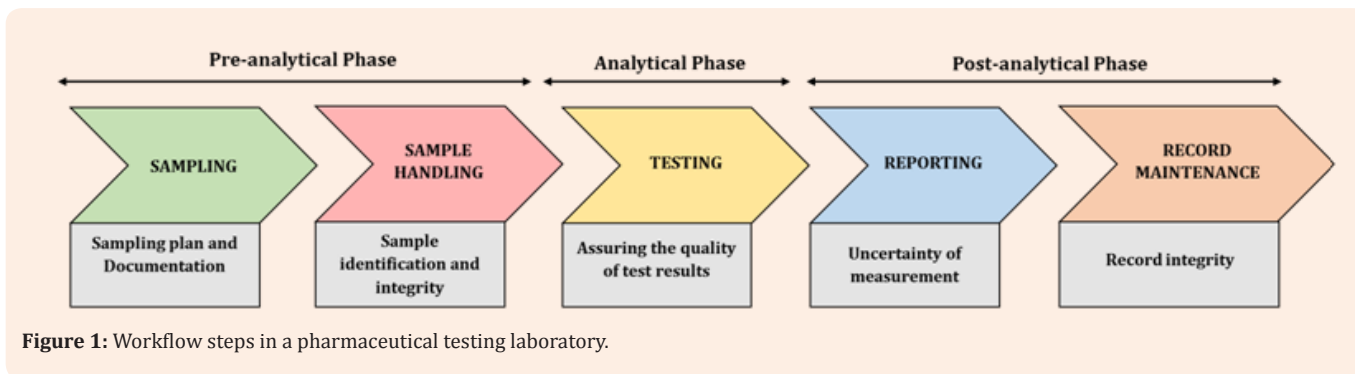 Pre-analytical Phase
Analytical Phase
Post-analytical Phase
SAMPLING
SAMPLE
HANDLING
TESTING
REPORTING
RECORD
MAINTENANCE
Sampling plan and
Documentation
Sample
identification and
integrity
Assuring the quality
of test results
Uncertainty of
measurement
Record integrity
Figure 1: Workflow steps in a pharmaceutical testing laboratory.